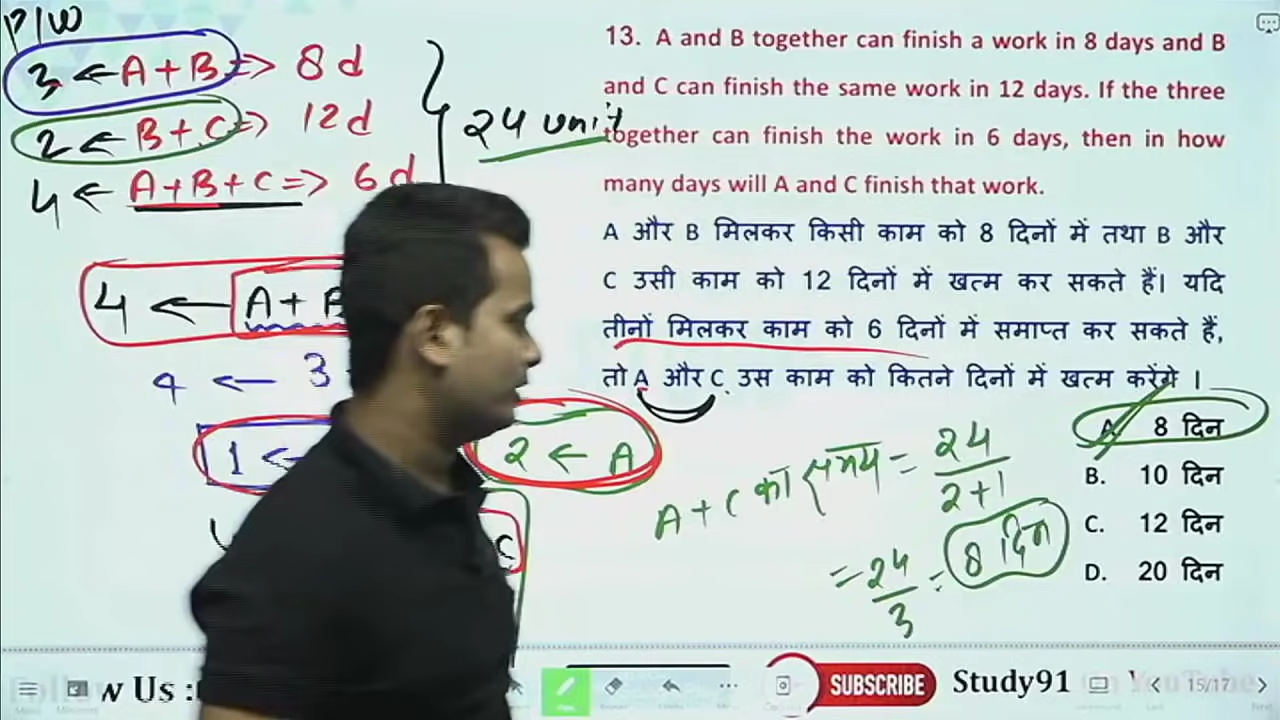 P/W
3 ← A+B => 8 d
2 ← B+C => 12 d
4 ← A+B+C => 6 d
24 unit
4 ← A+
4 ← 3
1 ←
2 ← A
C
13. A and B together can finish a work in 8 days and B
and C can finish the same work in 12 days. If the three
together can finish the work in 6 days, then in how
many days will A and C finish that work.
A और B मिलकर किसी काम को 8 दिनों में तथा B और
C उसी काम को 12 दिनों में खत्म कर सकते हैं। यदि
तीनों मिलकर काम को 6 दिनों में समाप्त कर सकते हैं,
तो A और C उस काम को कितने दिनों में खत्म करेंगे ।
A. 8 दिन
B. 10 दिन
C. 12 दिन
D. 20 दिन
A+C का समय = 24/2+1
= 24/3 = 8 दिन
w Us :
SUBSCRIBE
Study91
YouTube
15/17